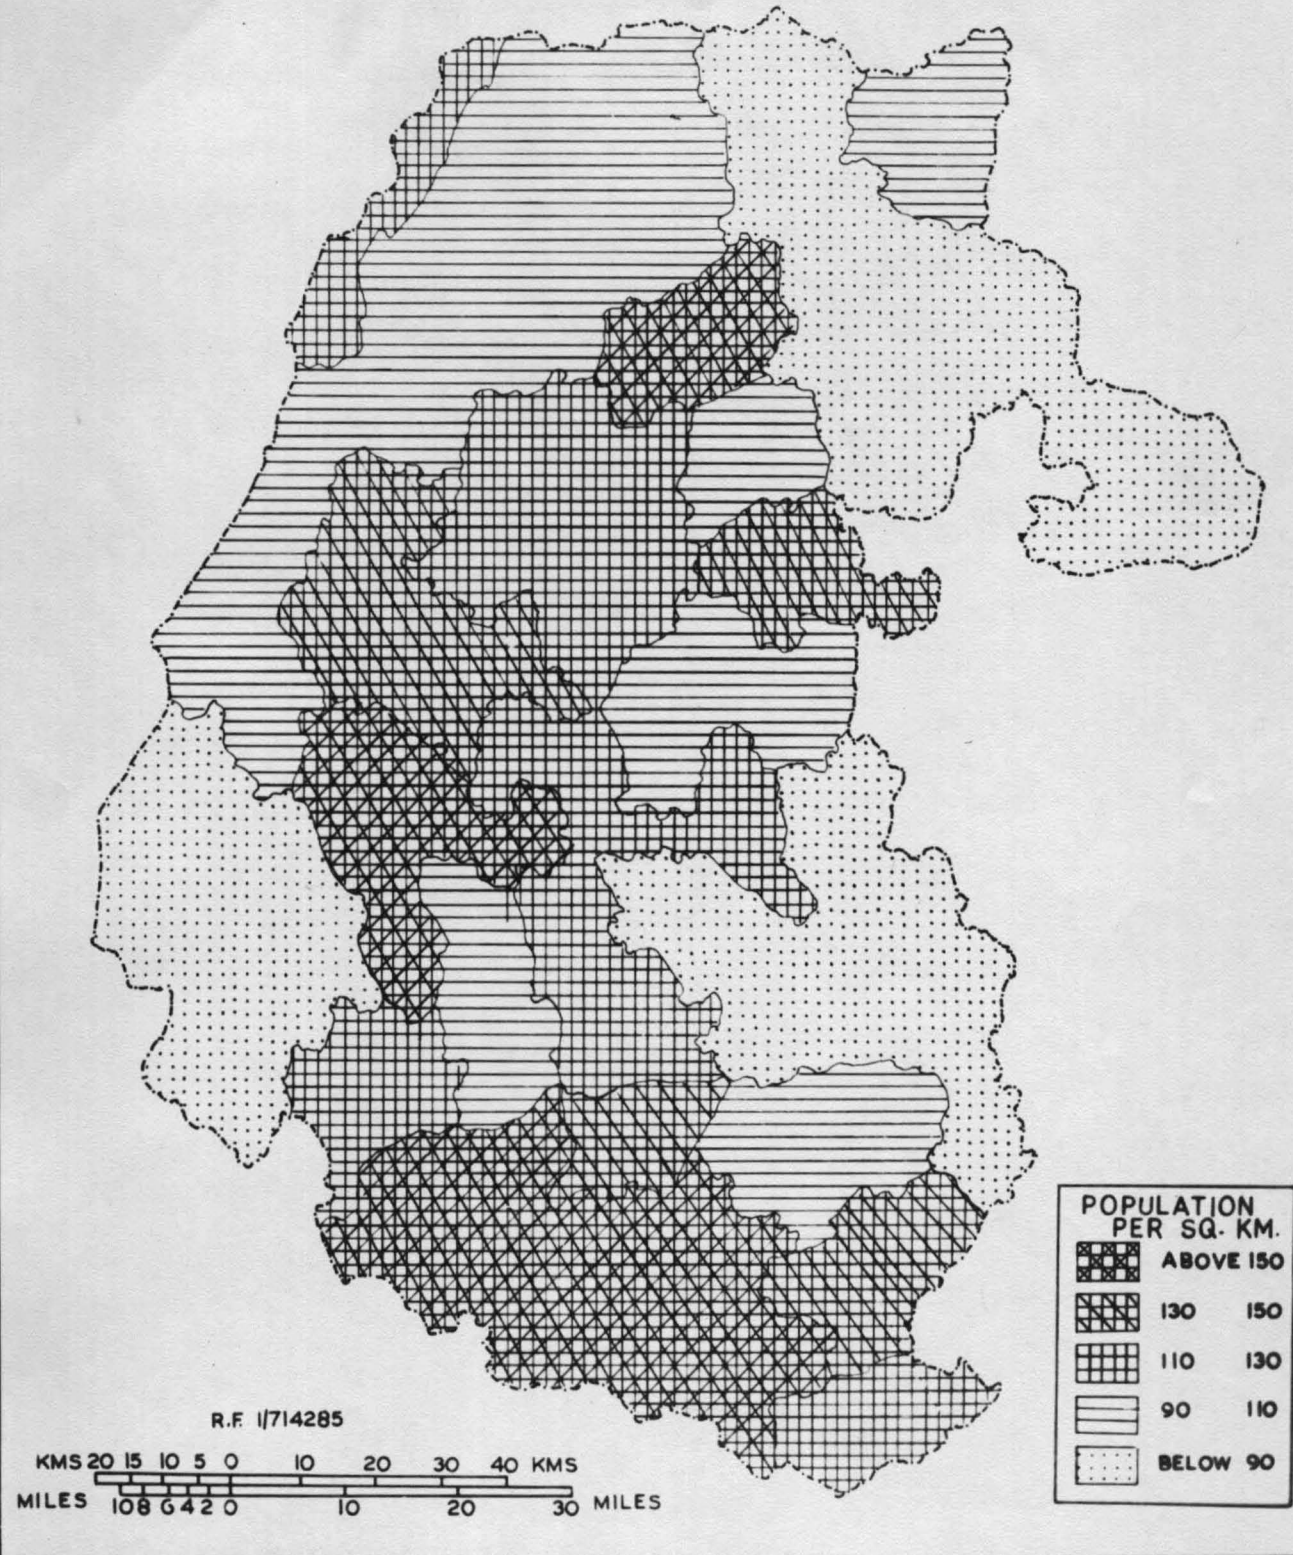 POPULATION
PER SQ. KM.
ABOVE 150
130 150
110 130
90 110
BELOW 90
R.F. 1/714285
KMS 20 15 10 5 0 10 20 30 40 KMS
MILES 10 8 6 4 2 0 10 20 30 MILES